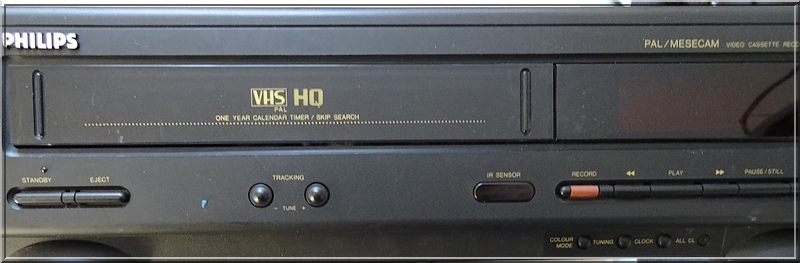 PHILIPS
PAL/MESECAM VIDEO CASSETTE
VHS HQ
PAL
ONE YEAR CALENDAR TIMER / SKIP SEARCH
STANDBY EJECT
TRACKING
- TUNE +
IR SENSOR
RECORD ◀◀ PLAY ▶▶ PAUSE/STILL
COLOUR MODE
TUNING
CLOCK
ALL CL